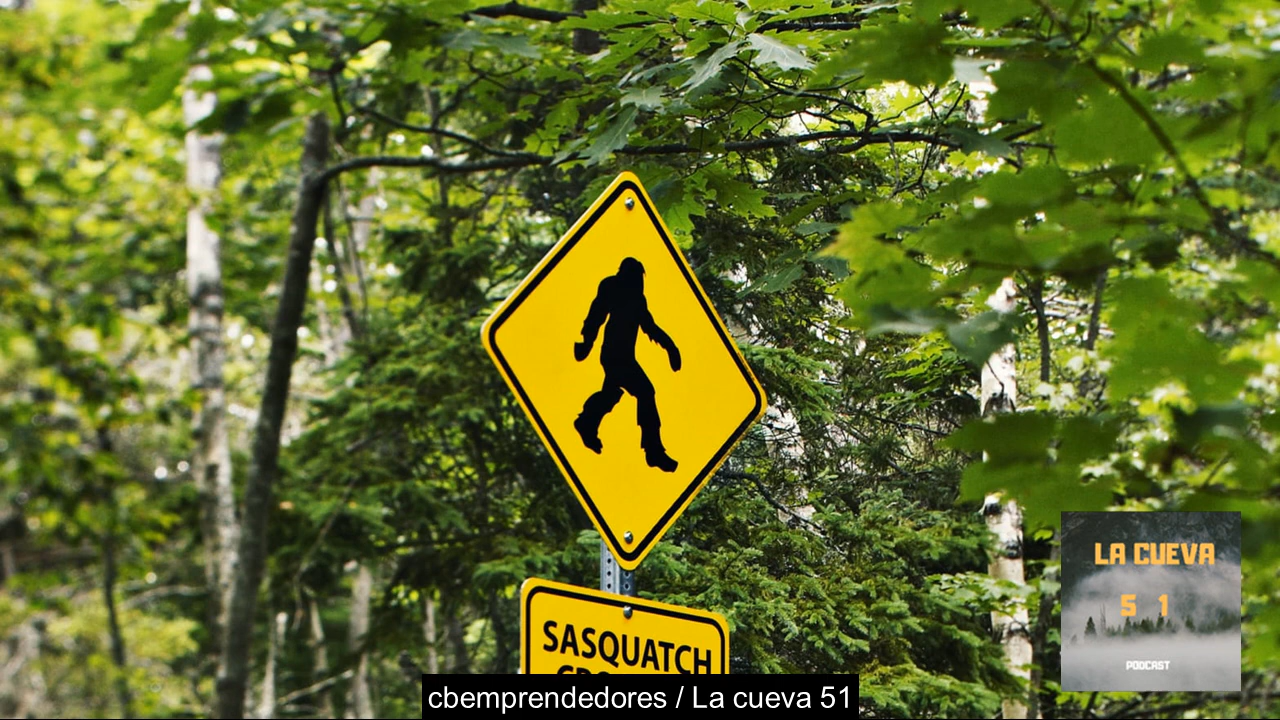 SASQUATCH
LA CUEVA
5 1
PODCAST
cbemprendedores / La cueva 51